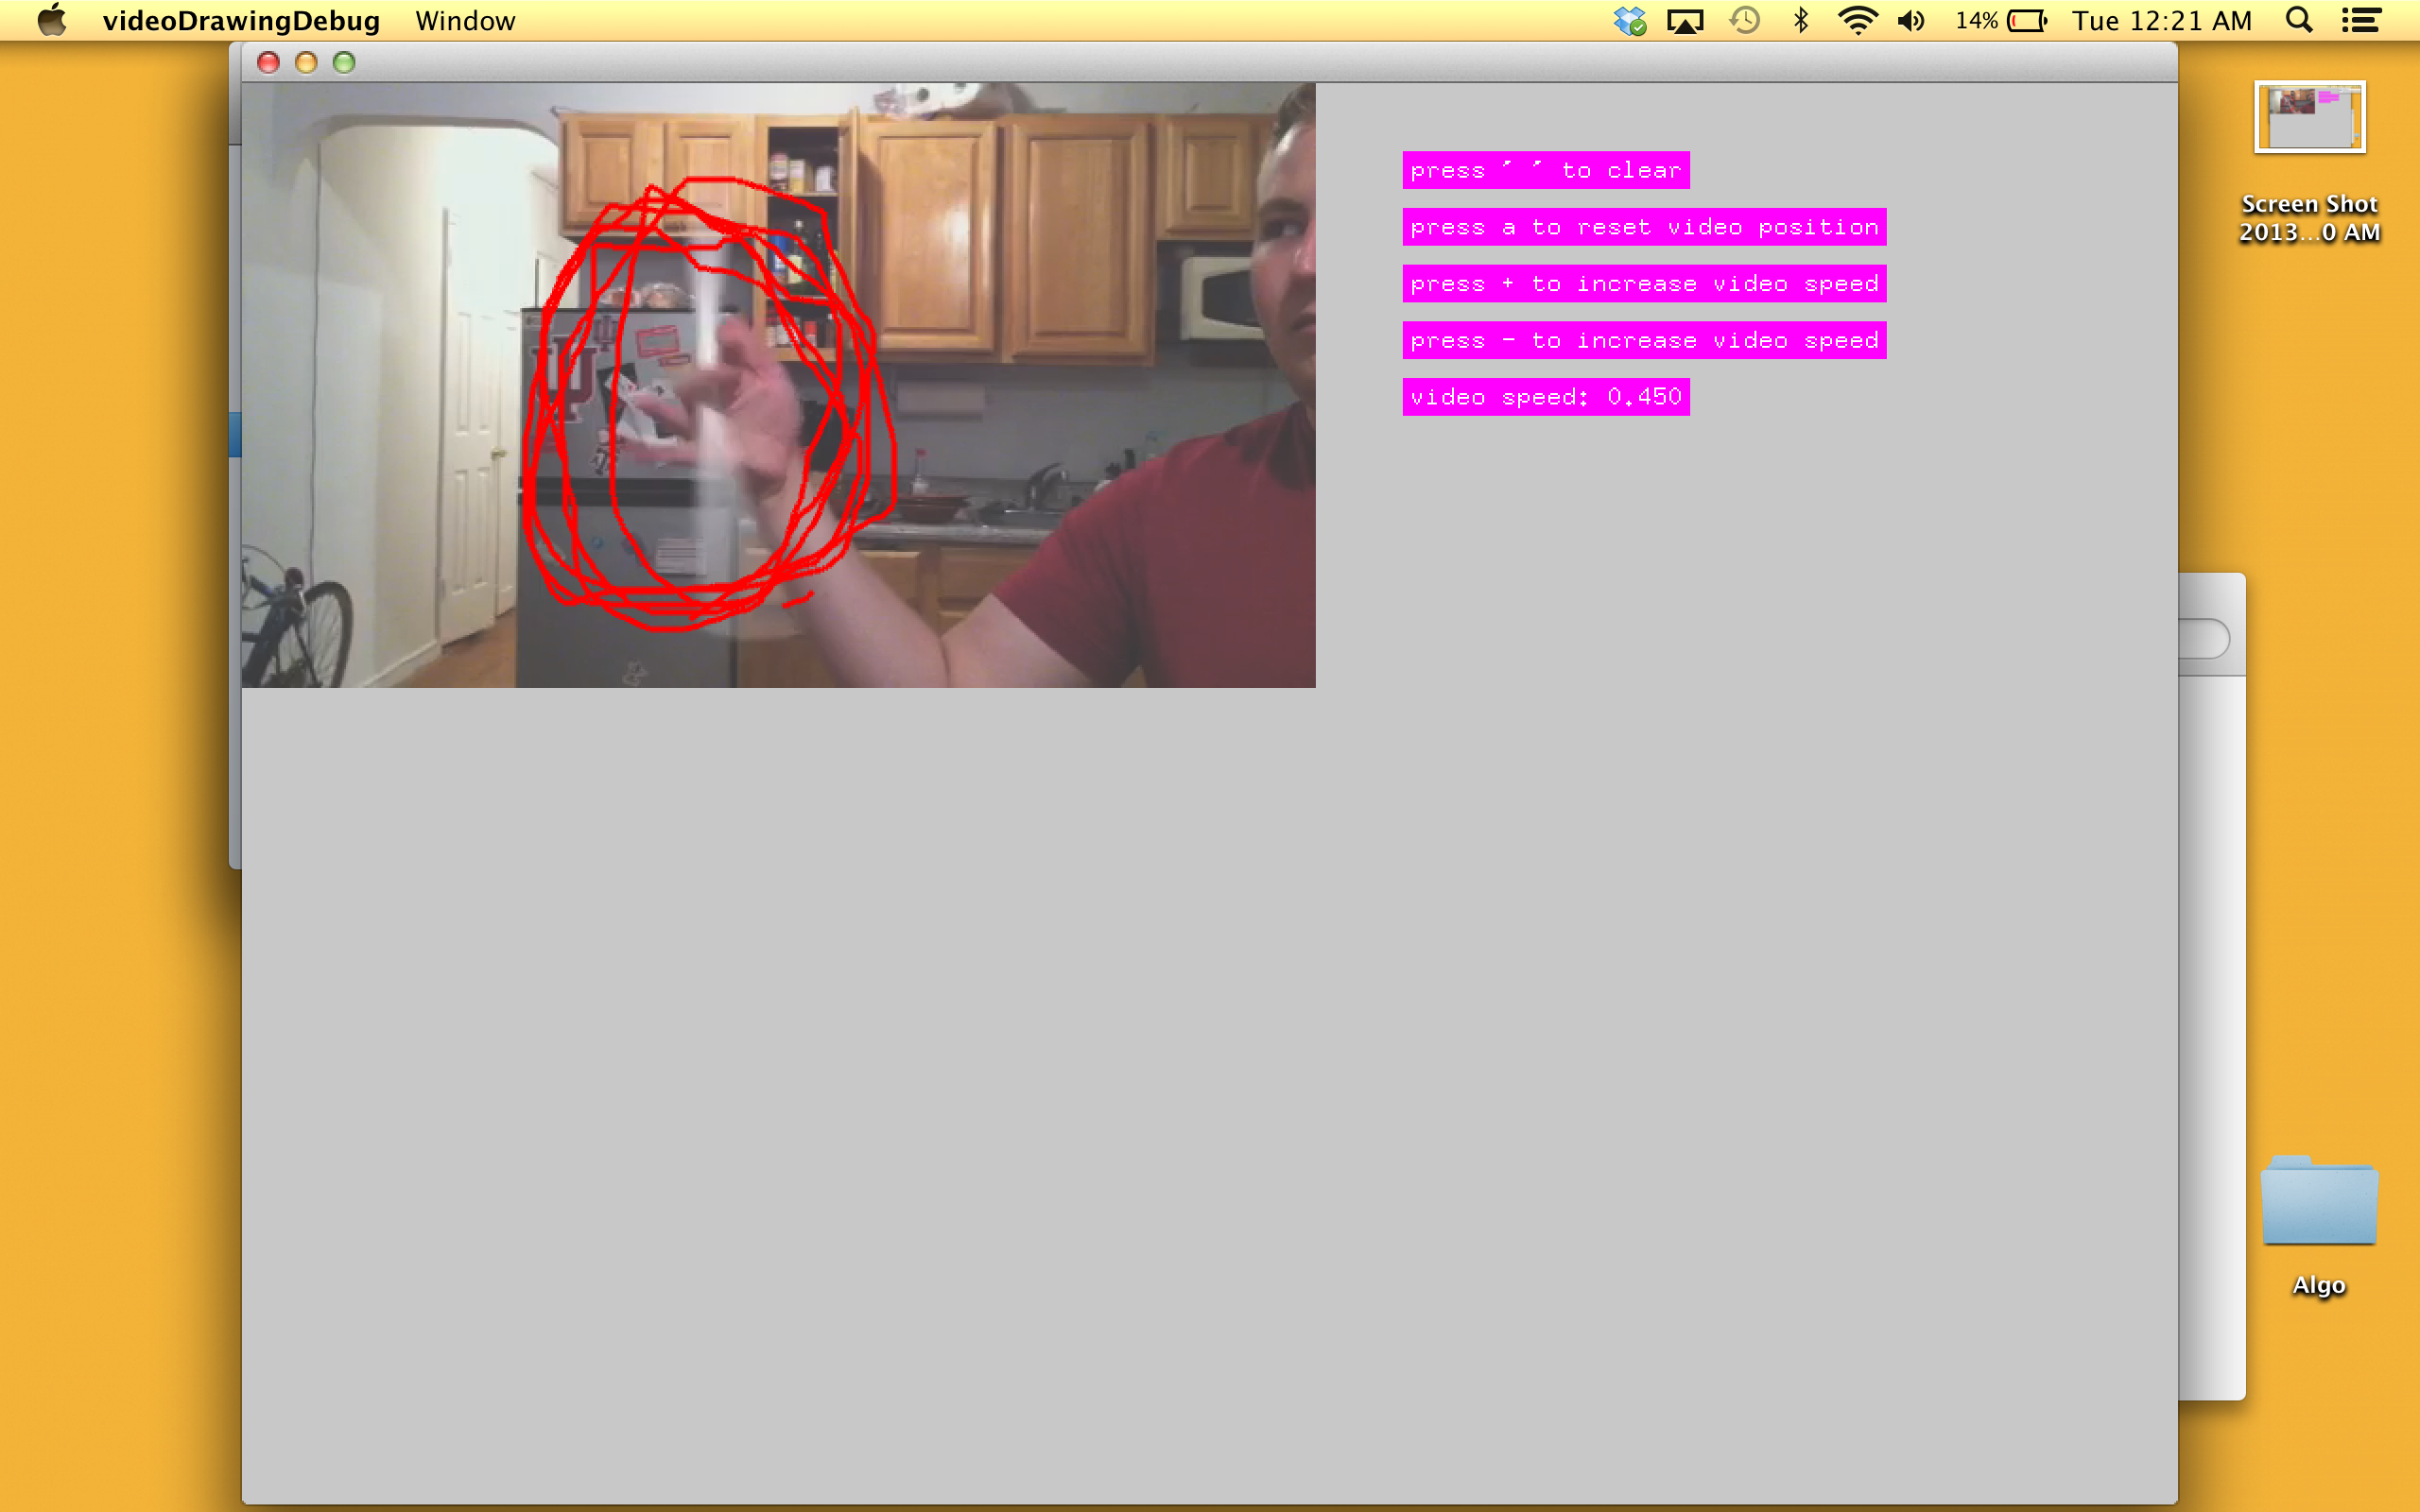 videoDrawingDebug Window 14% Tue 12:21 AM
press ' ' to clear
press a to reset video position
press + to increase video speed
press - to increase video speed
video speed: 0.450
Screen Shot
2013...0 AM
IU
Algo